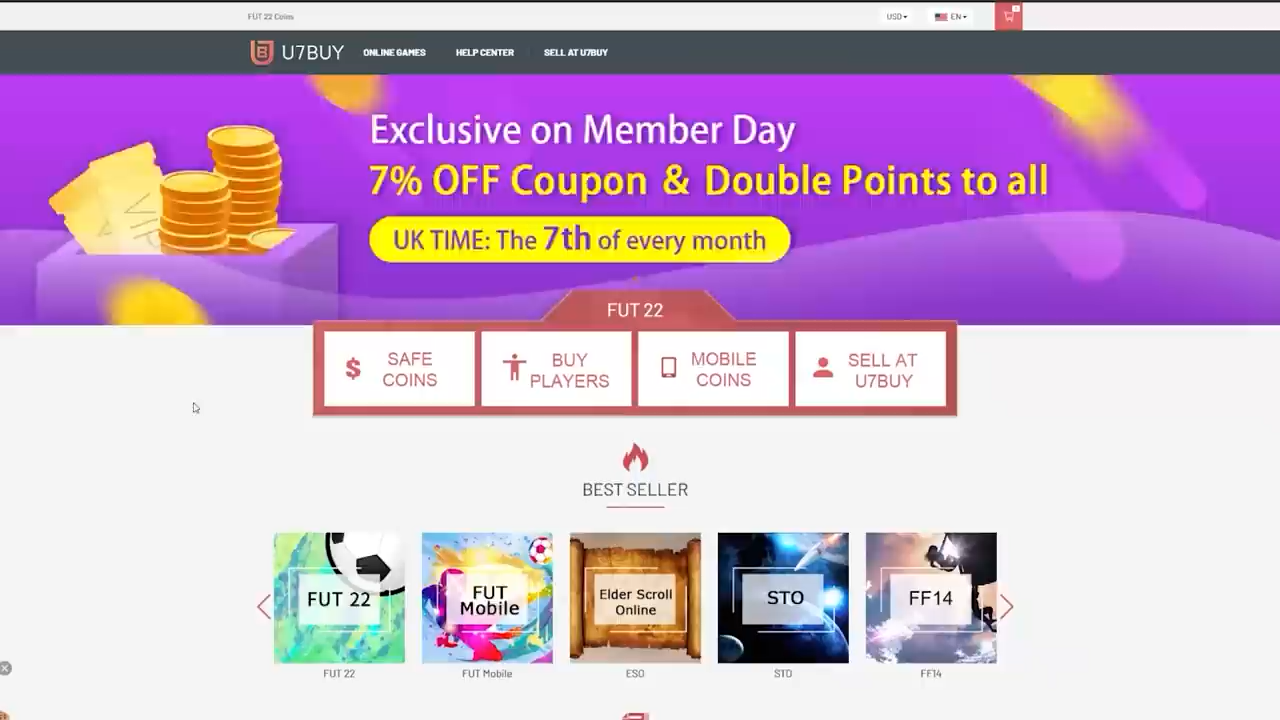 FUT 22 Coins
USD
EN
1
U7BUY
ONLINE GAMES
HELP CENTER
SELL AT U7BUY
Exclusive on Member Day
7% OFF Coupon & Double Points to all
UK TIME: The 7th of every month
VIP
FUT 22
SAFE
COINS
BUY
PLAYERS
MOBILE
COINS
SELL AT
U7BUY
BEST SELLER
FUT 22
FUT
Mobile
Elder Scroll
Online
STO
FF14
FUT 22
FUT Mobile
ESO
STO
FF14